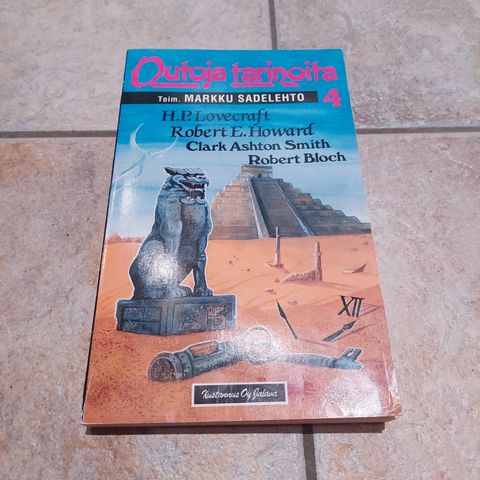 Outoja tarinoita
Toim. MARKKU SADELEHTO 4
H.P. Lovecraft
Robert E. Howard
Clark Ashton Smith
Robert Bloch
XII
Kustannus Oy Jalava